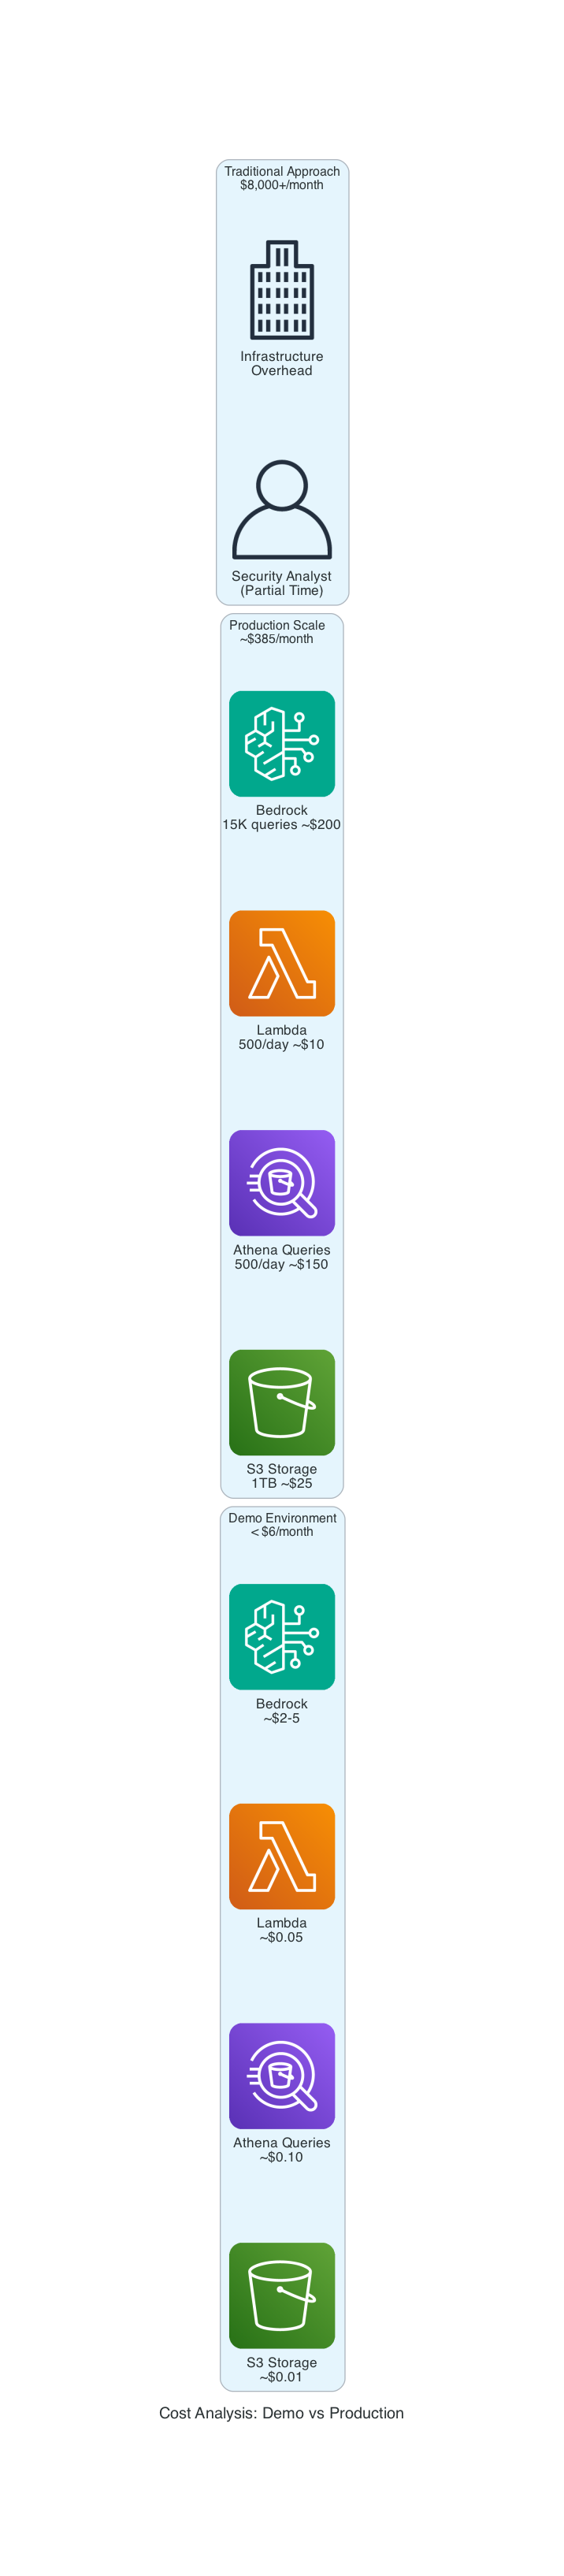 Traditional Approach
$8,000+/month
Infrastructure
Overhead
Security Analyst
(Partial Time)
Production Scale
~$385/month
Bedrock
15K queries ~$200
Lambda
500/day ~$10
Athena Queries
500/day ~$150
S3 Storage
1TB ~$25
Demo Environment
< $6/month
Bedrock
~$2-5
Lambda
~$0.05
Athena Queries
~$0.10
S3 Storage
~$0.01
Cost Analysis: Demo vs Production